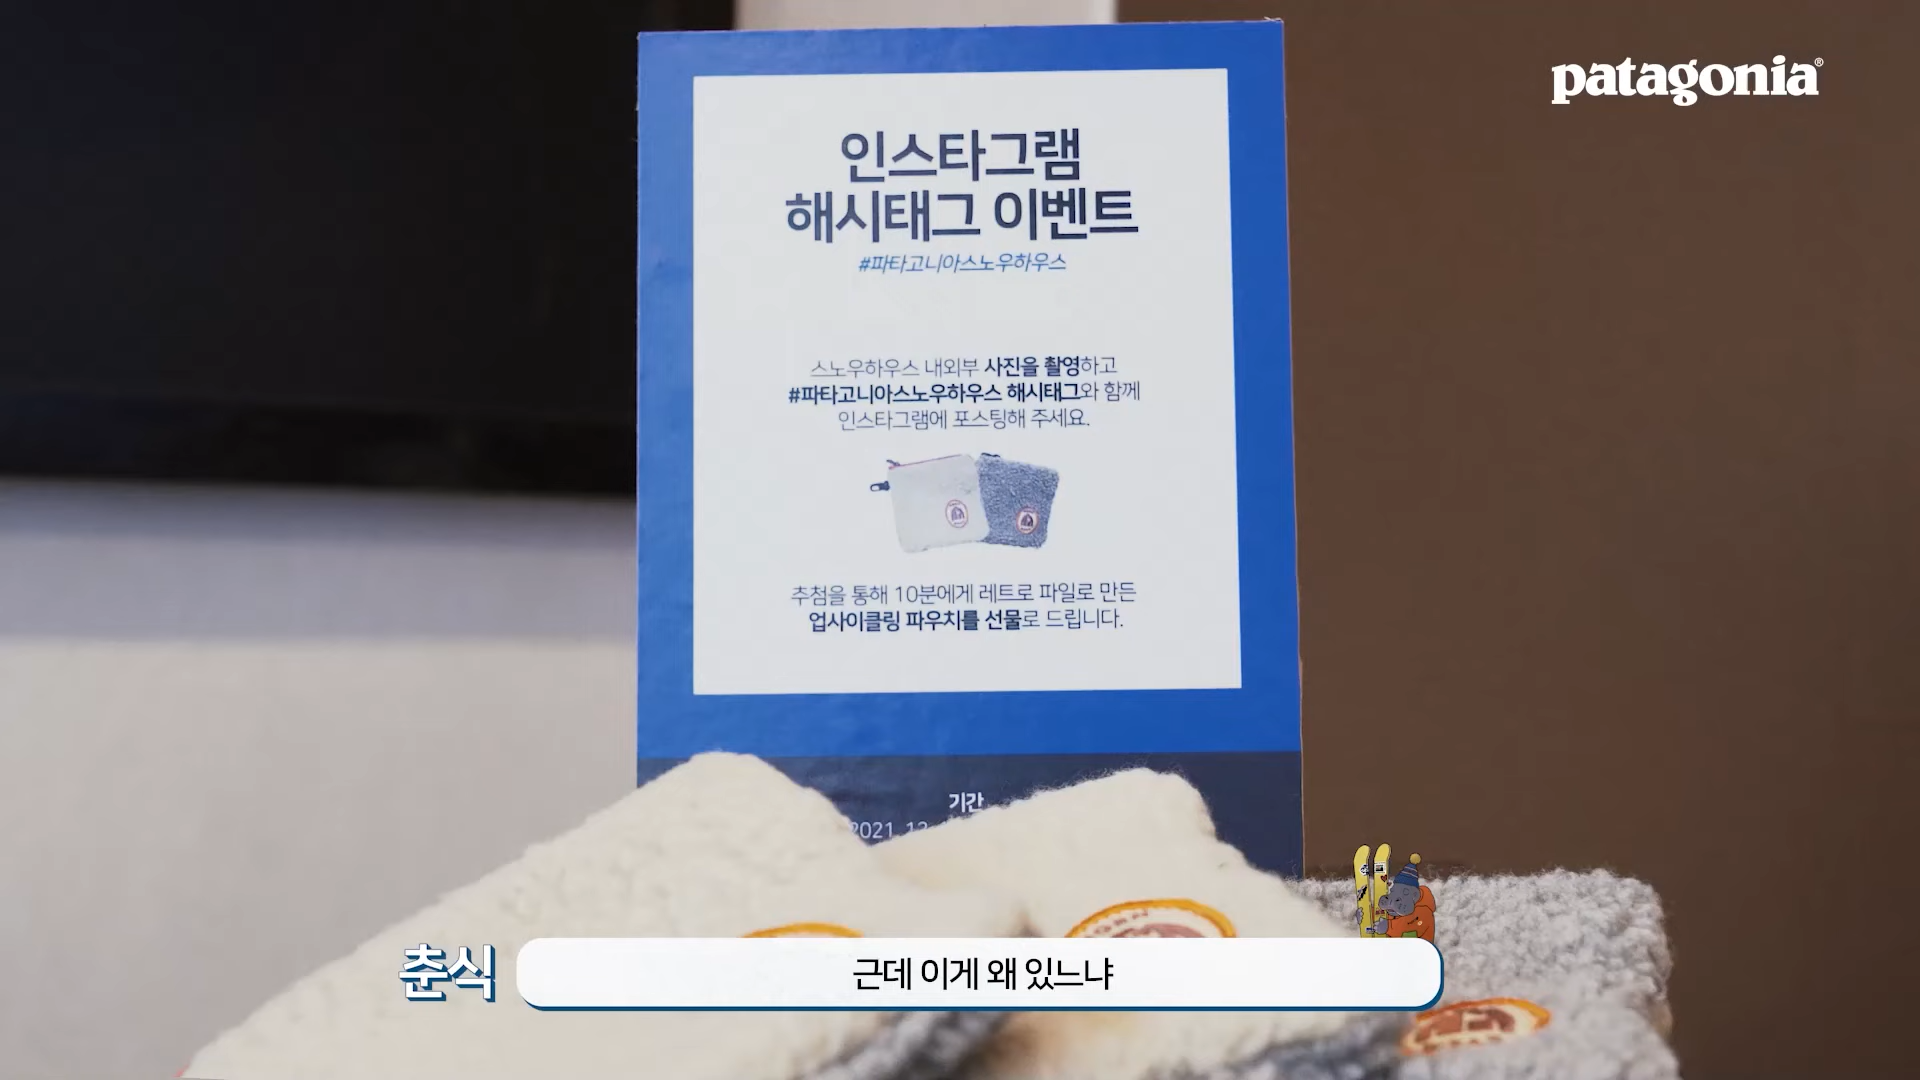 patagonia®
인스타그램
해시태그 이벤트
#파타고니아스노우하우스
스노우하우스 내외부 사진을 촬영하고
#파타고니아스노우하우스 해시태그와 함께
인스타그램에 포스팅해 주세요.
추첨을 통해 10분에게 레트로 파일로 만든
업사이클링 파우치를 선물로 드립니다.
기간
2021. 12
춘식
근데 이게 왜 있느냐